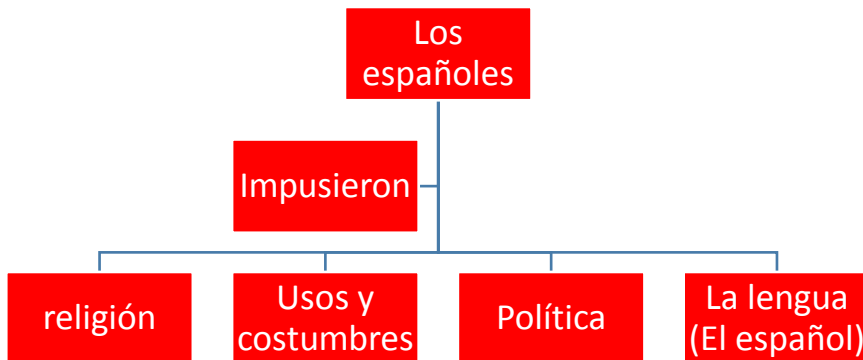 Los
españoles
Impusieron
religión
Usos y
costumbres
Política
La lengua
(El español)